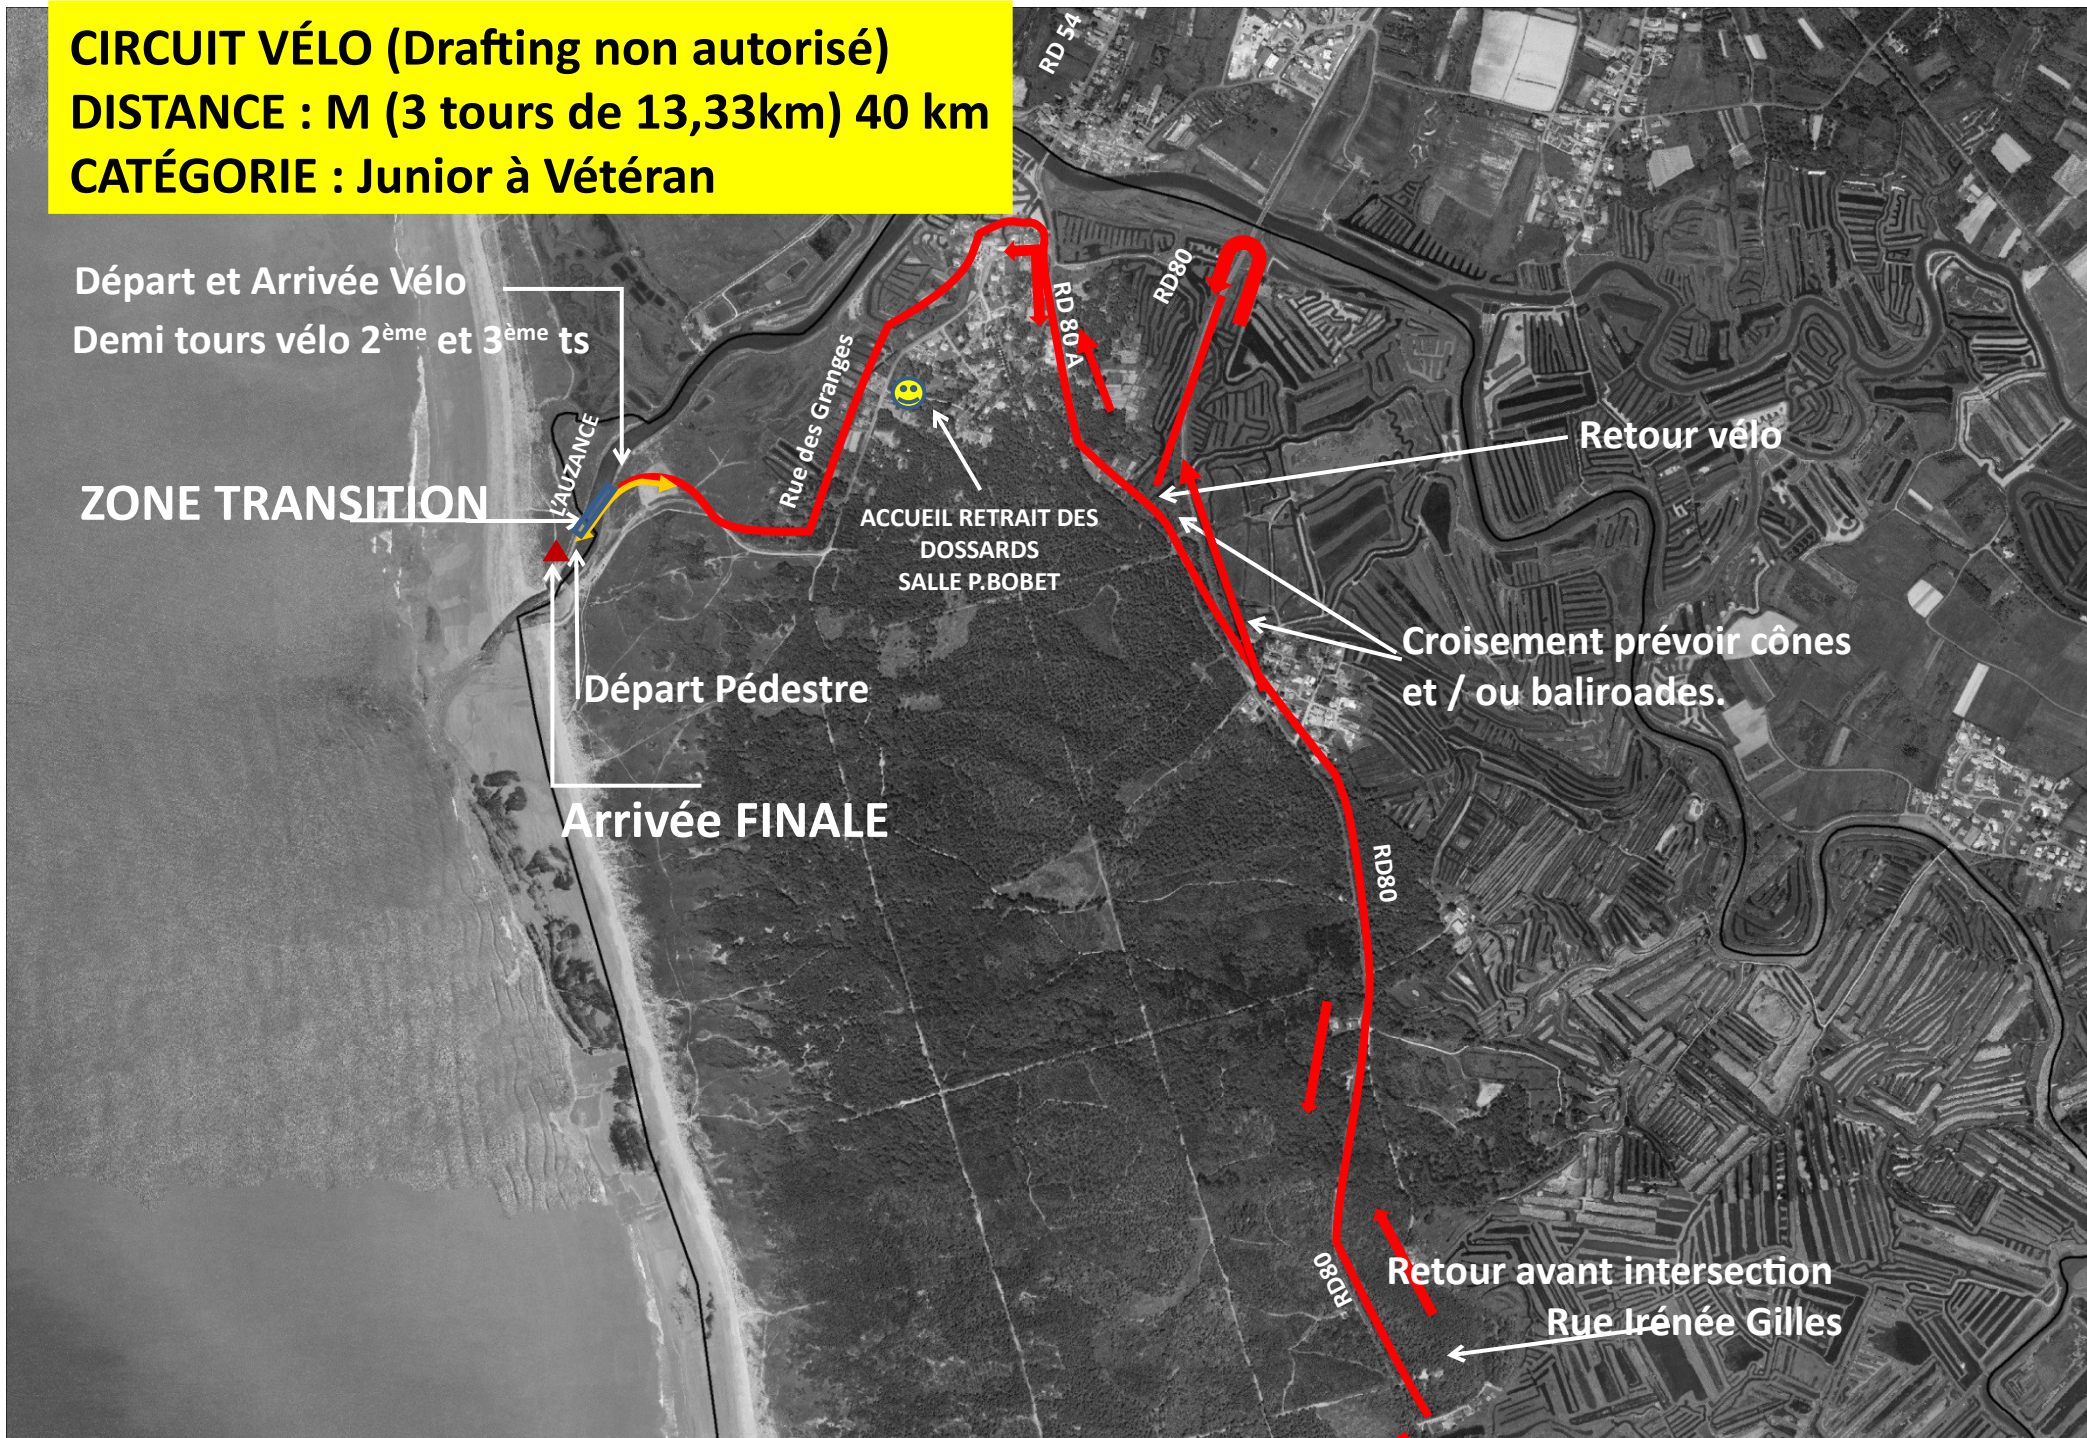 CIRCUIT VÉLO (Drafting non autorisé)
DISTANCE : M (3 tours de 13,33km) 40 km
CATÉGORIE : Junior à Vétéran
RD 54
Départ et Arrivée Vélo
Demi tours vélo 2ème et 3ème ts
RD80
RD 80 A
Rue des Granges
L'AUZANCE
Retour vélo
ZONE TRANSITION
ACCUEIL RETRAIT DES
DOSSARDS
SALLE P.BOBET
Croisement prévoir cônes
et / ou baliroades.
Départ Pédestre
Arrivée FINALE
RD80
RD80
Retour avant intersection
Rue Irénée Gilles